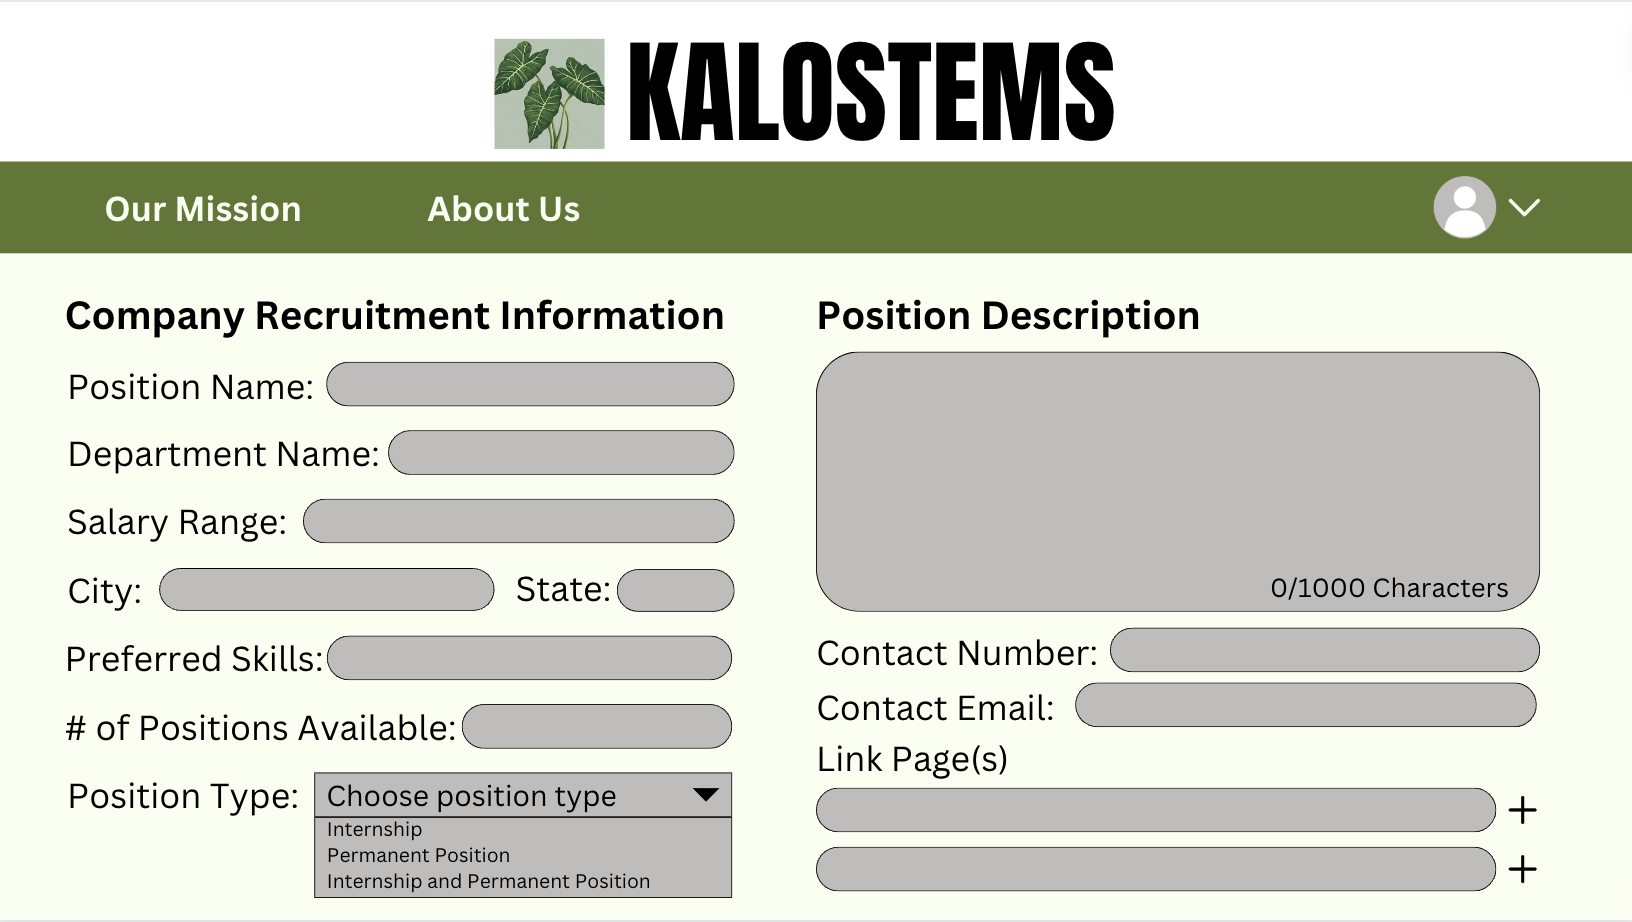 KALOSTEMS
Our Mission
About Us
Company Recruitment Information
Position Name:
Department Name:
Salary Range:
City:
State:
Preferred Skills:
# of Positions Available:
Position Type:
Choose position type
Internship
Permanent Position
Internship and Permanent Position
Position Description
0/1000 Characters
Contact Number:
Contact Email:
Link Page(s)